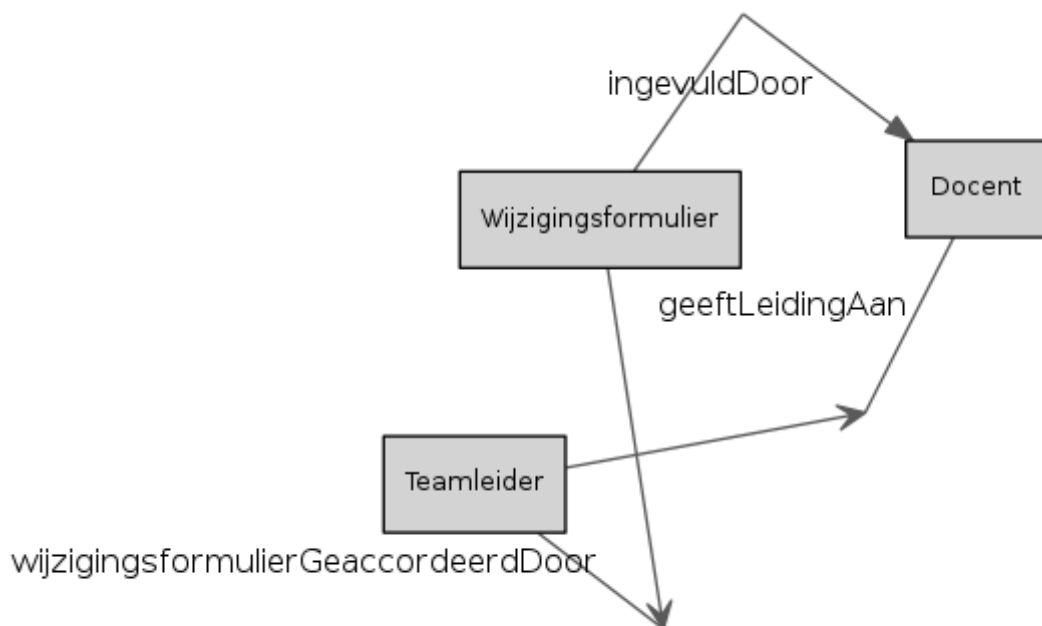 ingevuldDoor
Docent
Wijzigingsformulier
geeftLeidingAan
Teamleider
wijzigingsformulierGeaccordeerdDoor